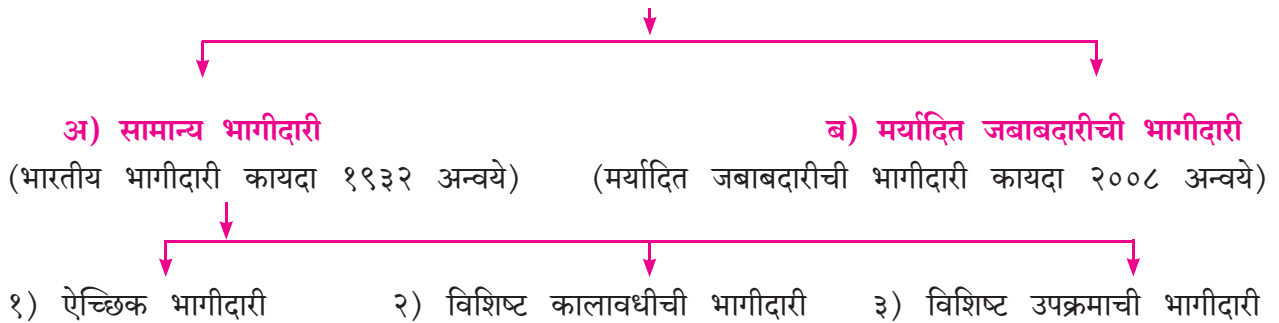 अ) सामान्य भागीदारी ब) मर्यादित जबाबदारीची भागीदारी
(भारतीय भागीदारी कायदा १९३२ अन्वये) (मर्यादित जबाबदारीची भागीदारी कायदा २००८ अन्वये)
१) ऐच्छिक भागीदारी २) विशिष्ट कालावधीची भागीदारी ३) विशिष्ट उपक्रमाची भागीदारी